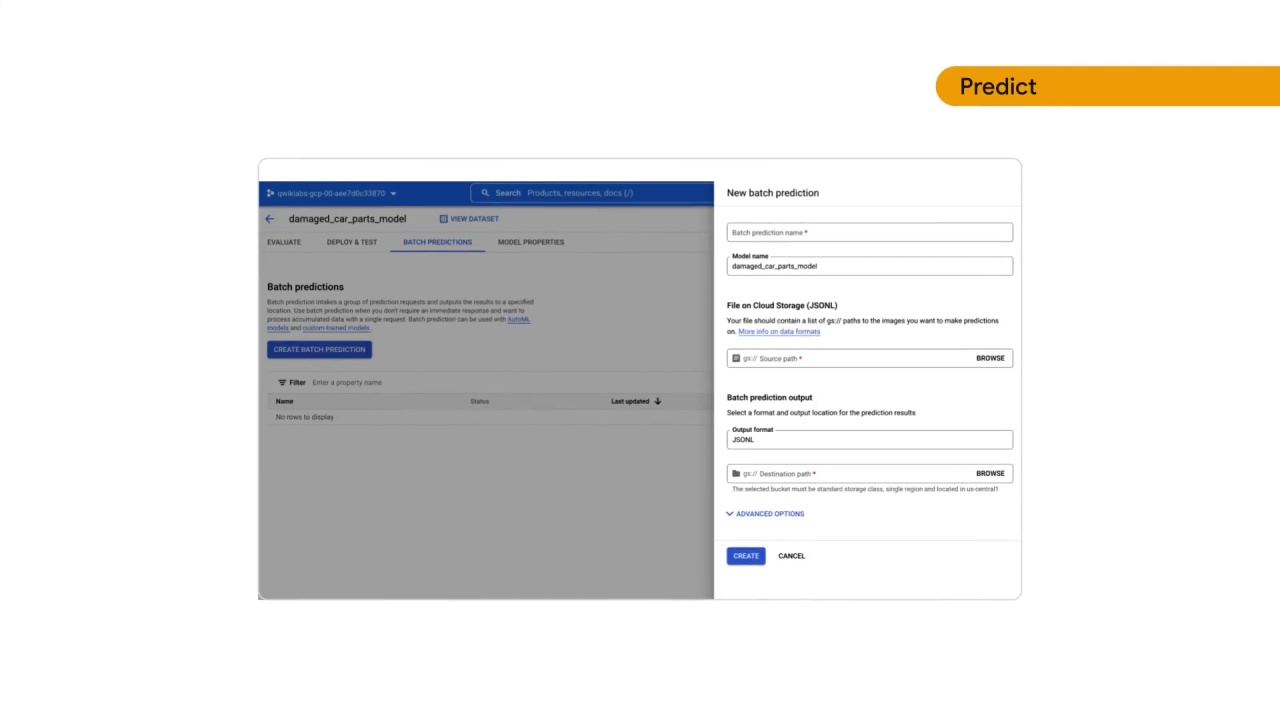 Predict
qwiklabs-gcp-00-aee7d0c33870
Search Products, resources, docs (/)
damaged_car_parts_model
VIEW DATASET
EVALUATE DEPLOY & TEST BATCH PREDICTIONS MODEL PROPERTIES
Batch predictions
Batch prediction intakes a group of prediction requests and outputs the results to a specified
location. Use batch prediction when you don't require an immediate response and want to
process accumulated data with a single request. Batch prediction can be used with AutoML
models and custom trained models.
CREATE BATCH PREDICTION
Filter Enter a property name
Name Status Last updated
No rows to display
New batch prediction
Batch prediction name *
Model name
damaged_car_parts_model
File on Cloud Storage (JSONL)
Your file should contain a list of gs:// paths to the images you want to make predictions
on. More info on data formats
gs:// Source path * BROWSE
Batch prediction output
Select a format and output location for the prediction results
Output format
JSONL
gs:// Destination path * BROWSE
The selected bucket must be standard storage class, single region and located in us-central1
ADVANCED OPTIONS
CREATE CANCEL